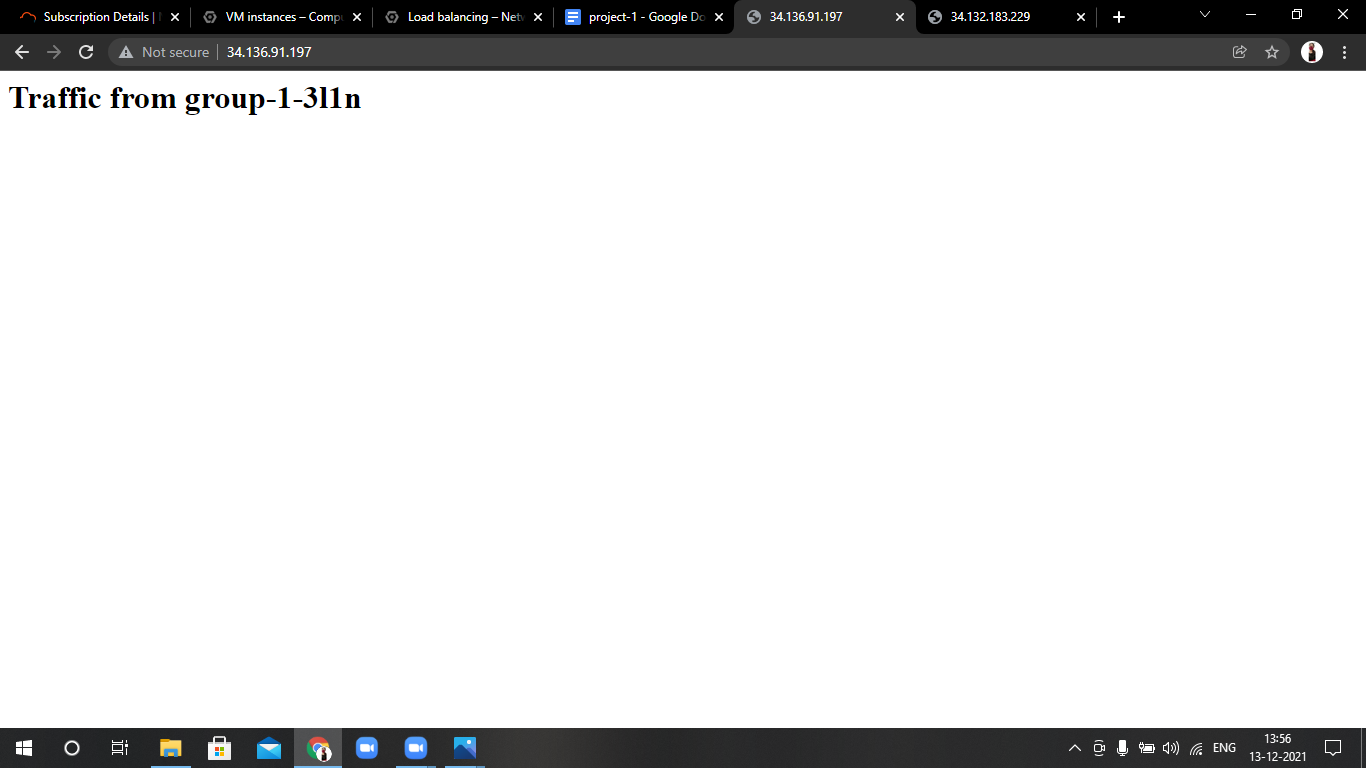 Subscription Details |
VM instances – Comp
Load balancing – Net
project-1 - Google Do
34.136.91.197
34.132.183.229
Not secure
34.136.91.197
Traffic from group-1-3l1n
ENG
13:56
13-12-2021